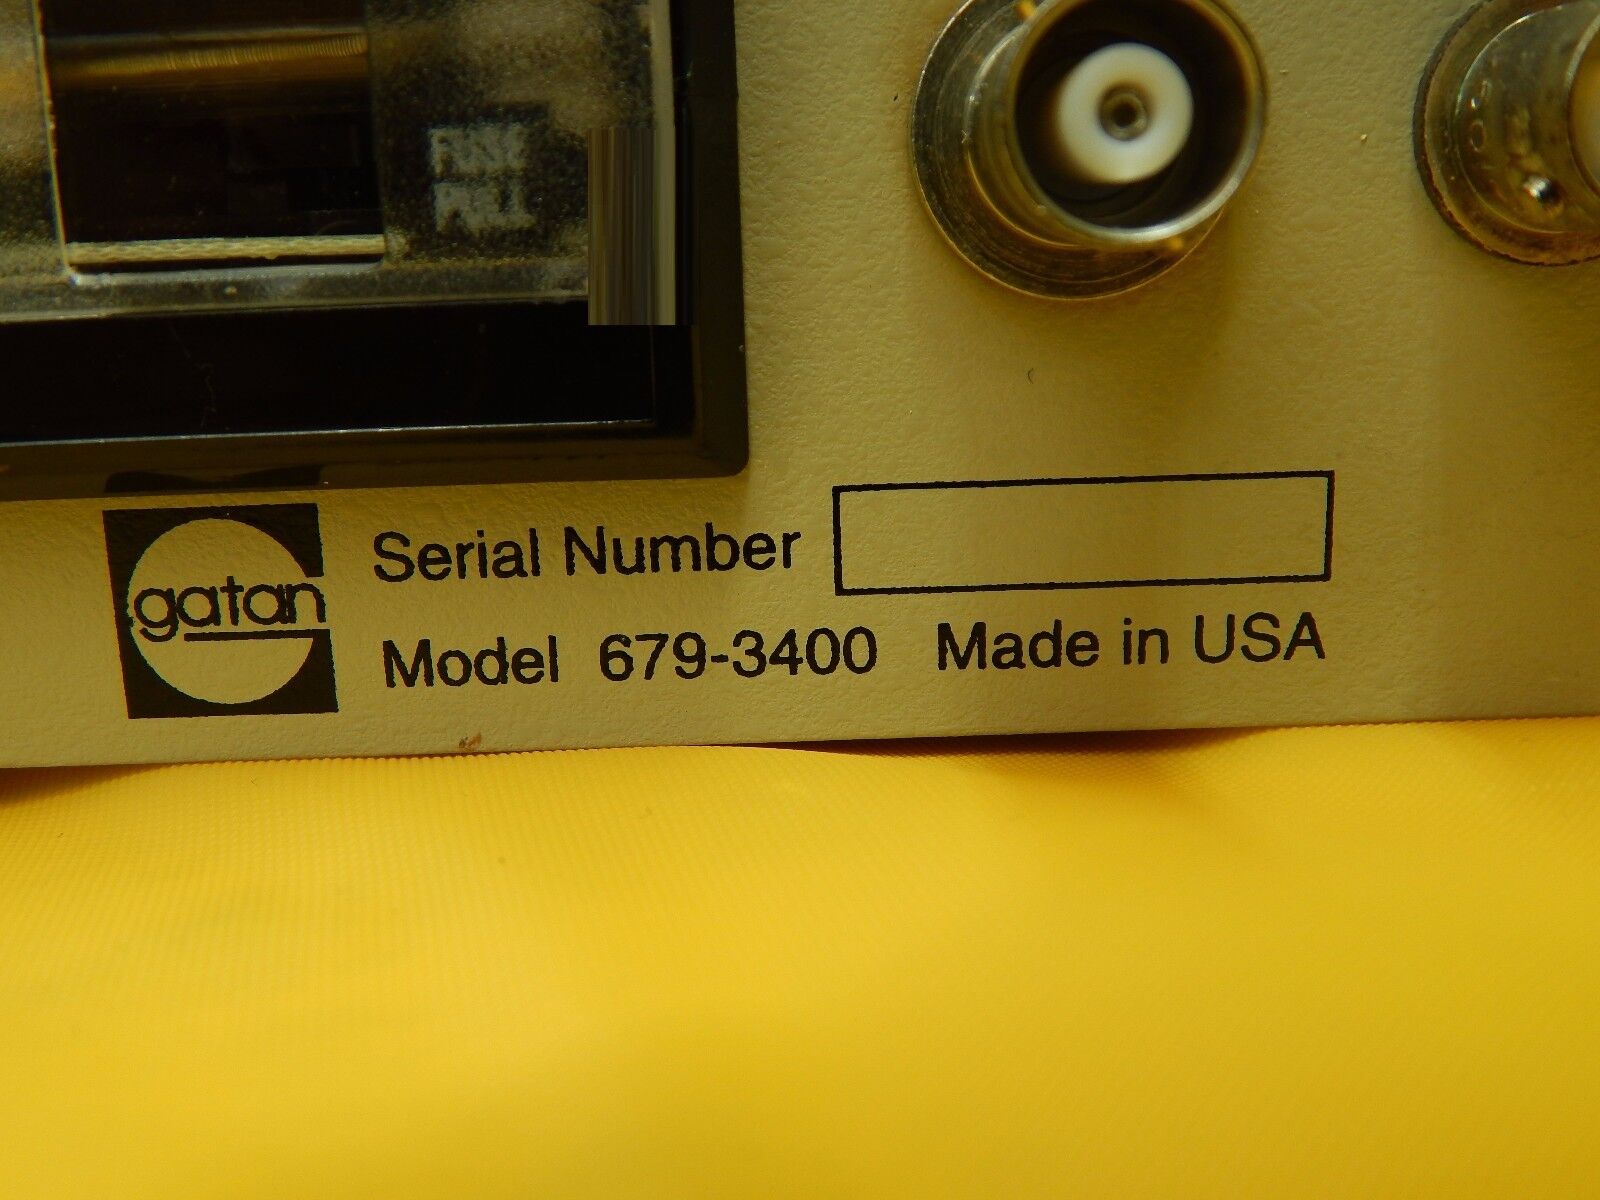 gatan
Serial Number
Model 679-3400 Made in USA